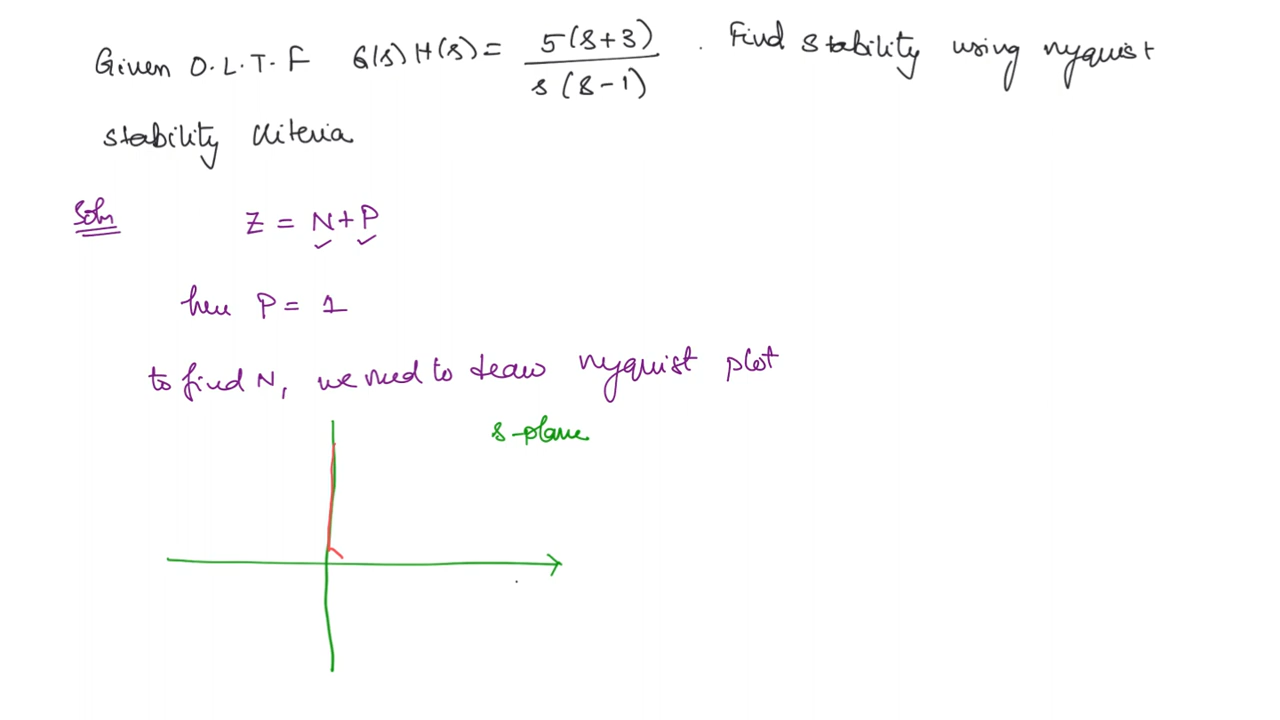 Given O.L.T.F G(s)H(s) = 5(s+3) / s(s-1) . Find stability using nyquist
stability criteria
Soln Z = N+P
here P = 1
to find N, we need to draw nyquist plot
s-plane